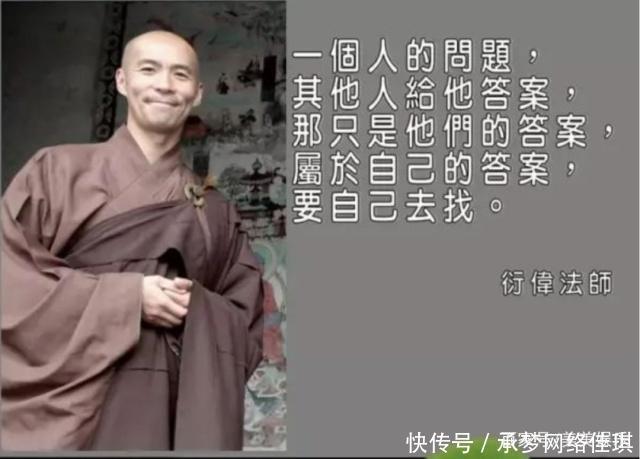 一個人的問題，
其他人給他答案，
那只是他們的答案，
屬於自己的答案，
要自己去找。
衍偉法師
快传号／承梦网络佳琪